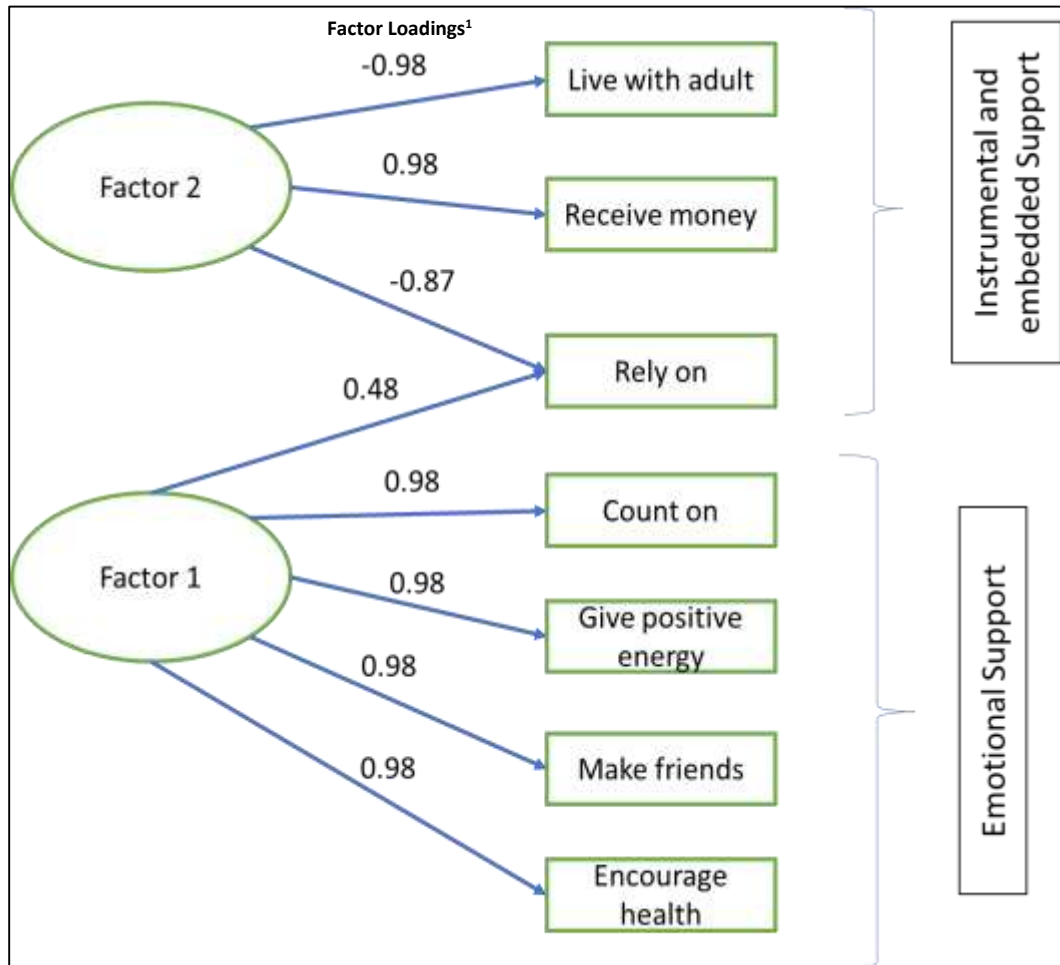 Factor Loadings¹
-0.98
Live with adult
Factor 2
0.98
Receive money
-0.87
Rely on
0.48
Instrumental and
embedded Support
0.98
Count on
Factor 1
0.98
Give positive
energy
0.98
Make friends
0.98
Encourage
health
Emotional Support